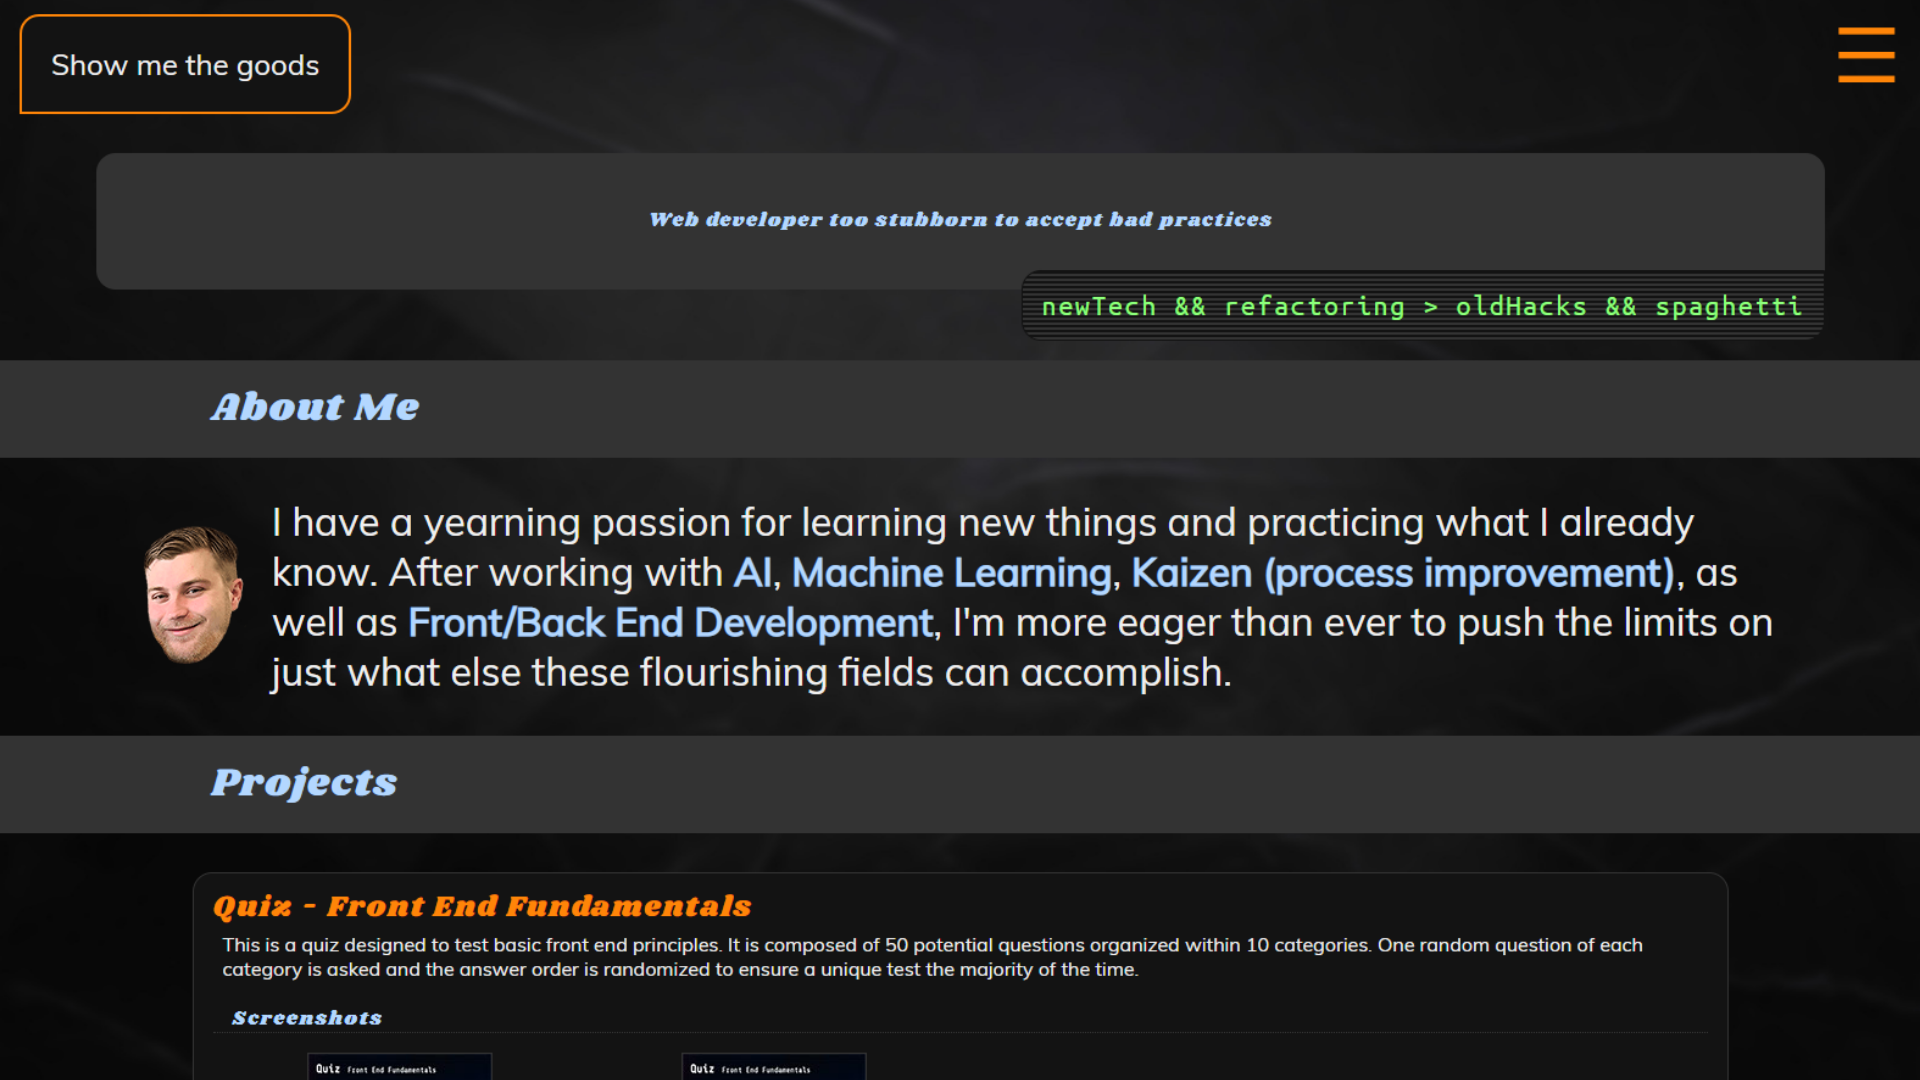 Show me the goods
Web developer too stubborn to accept bad practices
newTech && refactoring > oldHacks && spaghetti
About Me
I have a yearning passion for learning new things and practicing what I already
know. After working with AI, Machine Learning, Kaizen (process improvement), as
well as Front/Back End Development, I'm more eager than ever to push the limits on
just what else these flourishing fields can accomplish.
Projects
Quiz - Front End Fundamentals
This is a quiz designed to test basic front end principles. It is composed of 50 potential questions organized within 10 categories. One random question of each
category is asked and the answer order is randomized to ensure a unique test the majority of the time.
Screenshots
Quiz Front End Fundamentals
Quiz Front End Fundamentals